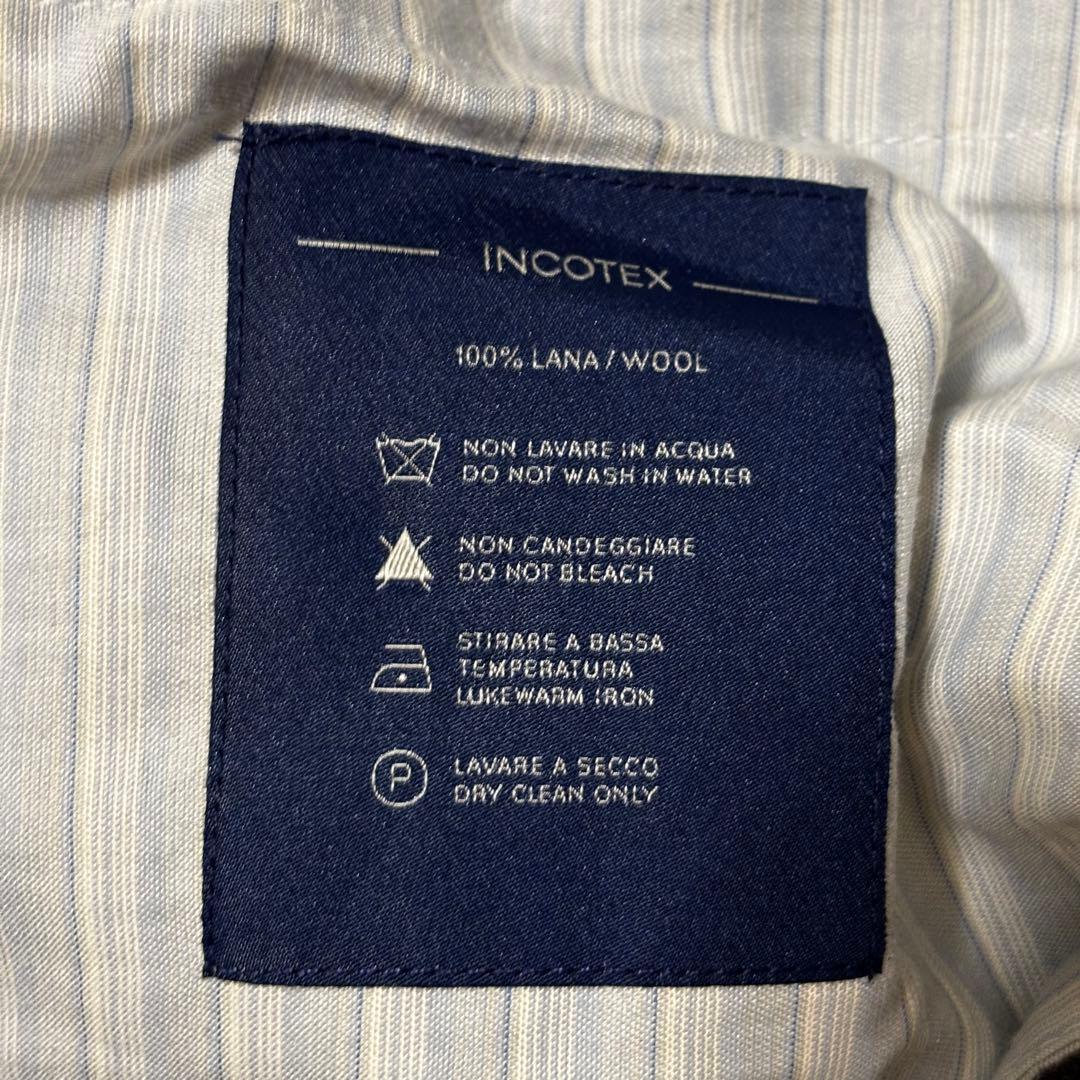 INCOTEX
100% LANA / WOOL
NON LAVARE IN ACQUA
DO NOT WASH IN WATER
NON CANDEGGIARE
DO NOT BLEACH
STIRARE A BASSA
TEMPERATURA
LUKEWARM IRON
P
LAVARE A SECCO
DRY CLEAN ONLY